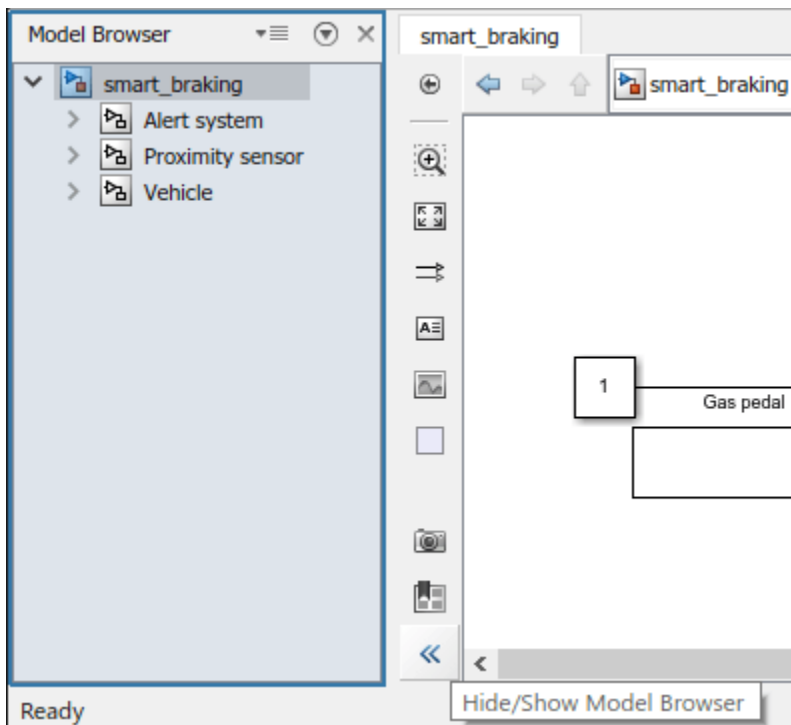 Model Browser
smart_braking
Alert system
Proximity sensor
Vehicle
smart_braking
smart_braking
A
1
Gas pedal
Hide/Show Model Browser
Ready